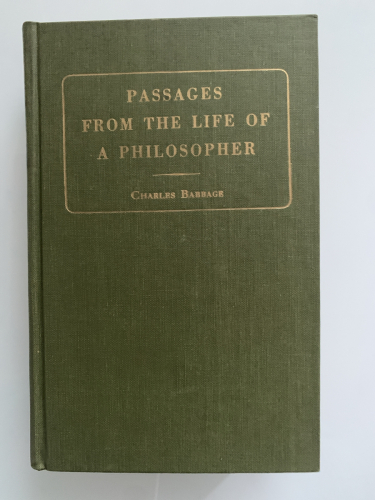 PASSAGES
FROM THE LIFE OF
A PHILOSOPHER
CHARLES BABBAGE